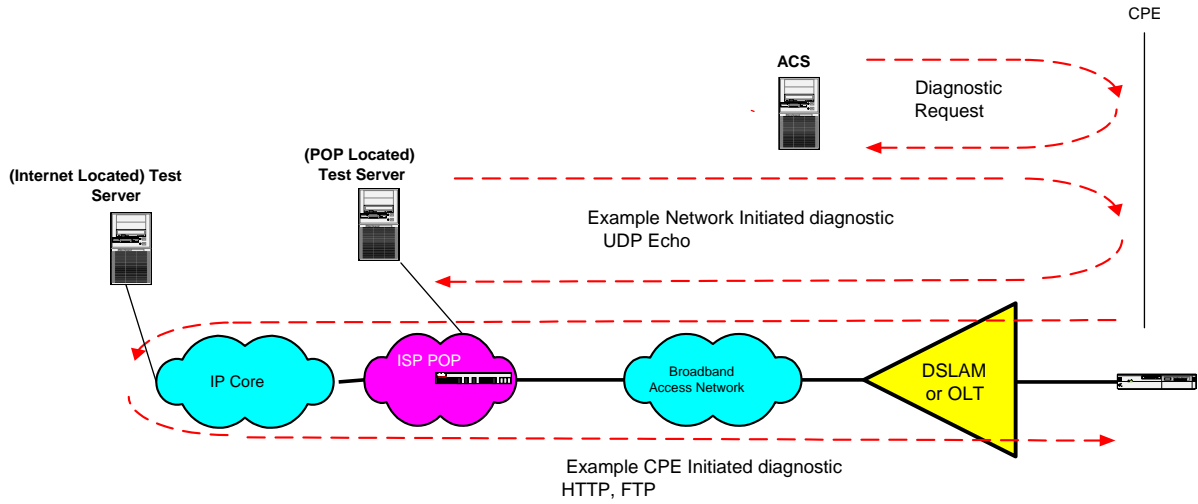 CPE
ACS
Diagnostic
Request
(POP Located)
Test Server
(Internet Located) Test
Server
Example Network Initiated diagnostic
UDP Echo
IP Core
ISP POP
Broadband
Access Network
DSLAM
or OLT
Example CPE Initiated diagnostic
HTTP, FTP